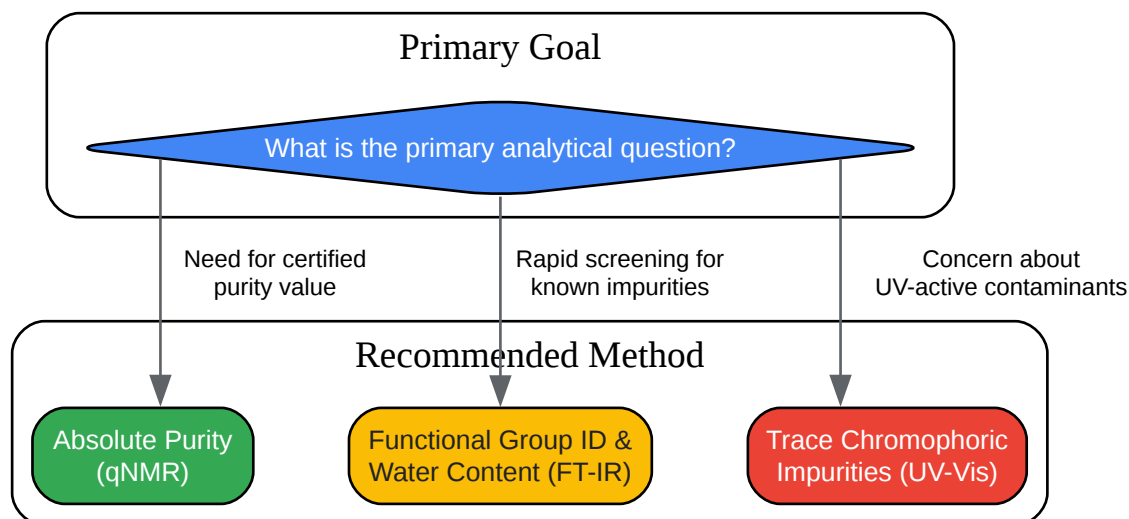 Primary Goal
What is the primary analytical question?
Need for certified
purity value
Rapid screening for
known impurities
Concern about
UV-active contaminants
Recommended Method
Absolute Purity
(qNMR)
Functional Group ID &
Water Content (FT-IR)
Trace Chromophoric
Impurities (UV-Vis)